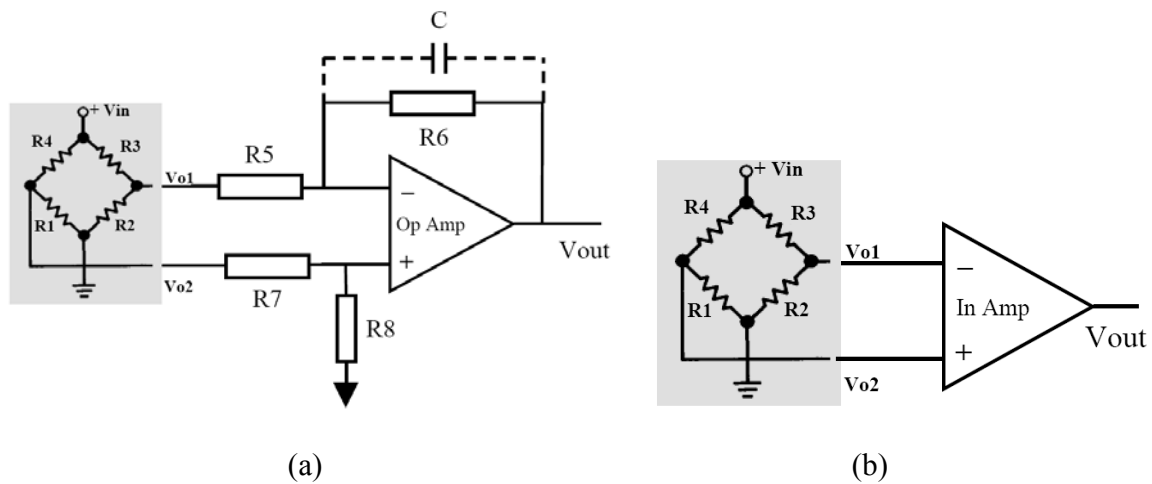 C
+ Vin
R4
R3
R6
R5
Vo1
R1
R2
−
Op Amp
+
Vout
Vo2
R7
R8
(a)
+ Vin
R4
R3
Vo1
−
R1
R2
In Amp
Vout
+
Vo2
(b)